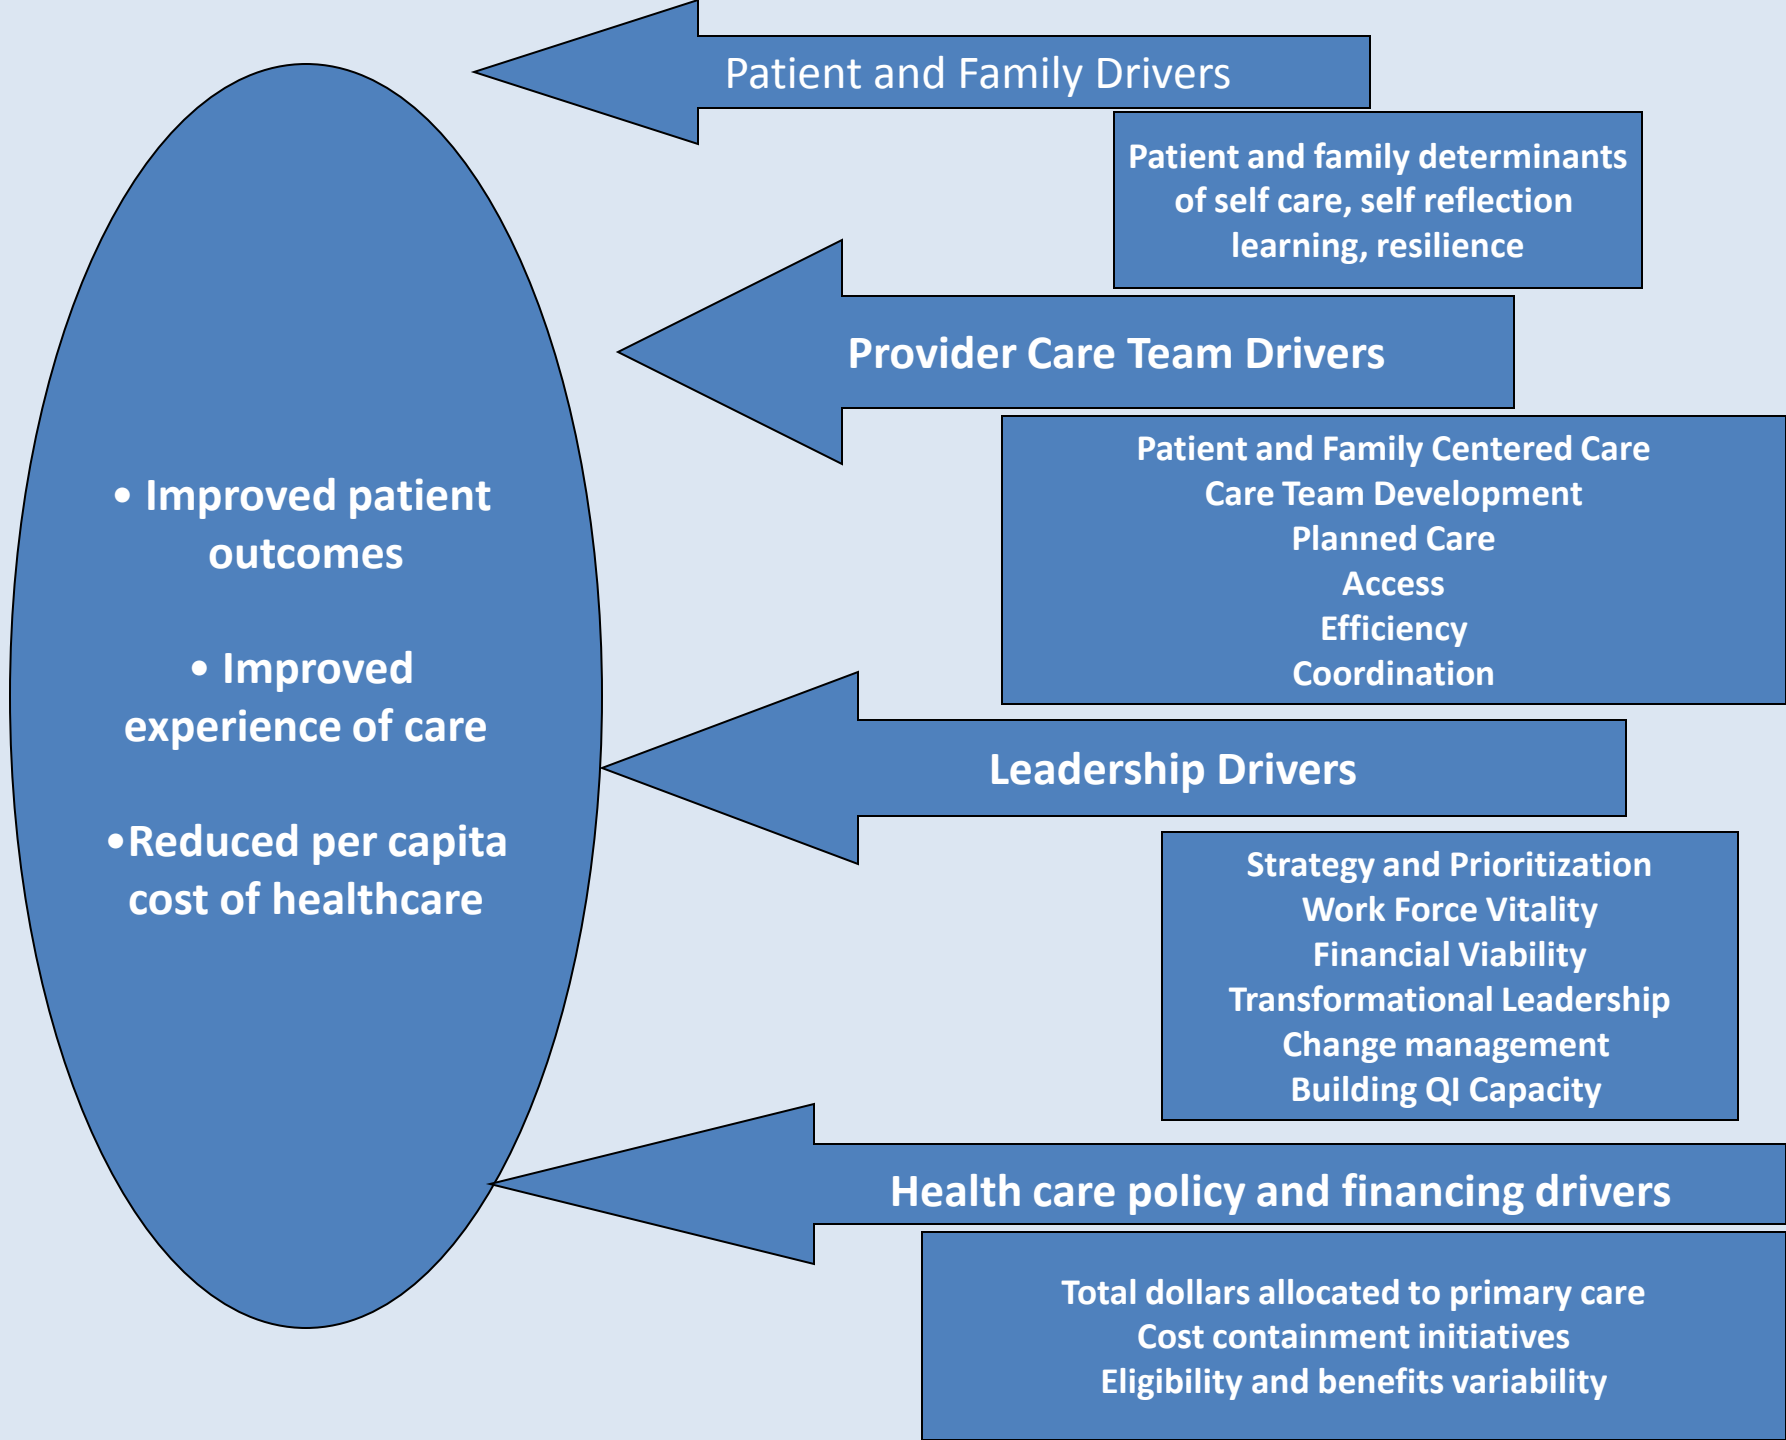 Patient and Family Drivers
Patient and family determinants
of self care, self reflection
learning, resilience
Provider Care Team Drivers
Patient and Family Centered Care
Care Team Development
Planned Care
Access
Efficiency
Coordination
• Improved patient
outcomes
• Improved
experience of care
•Reduced per capita
cost of healthcare
Leadership Drivers
Strategy and Prioritization
Work Force Vitality
Financial Viability
Transformational Leadership
Change management
Building QI Capacity
Health care policy and financing drivers
Total dollars allocated to primary care
Cost containment initiatives
Eligibility and benefits variability